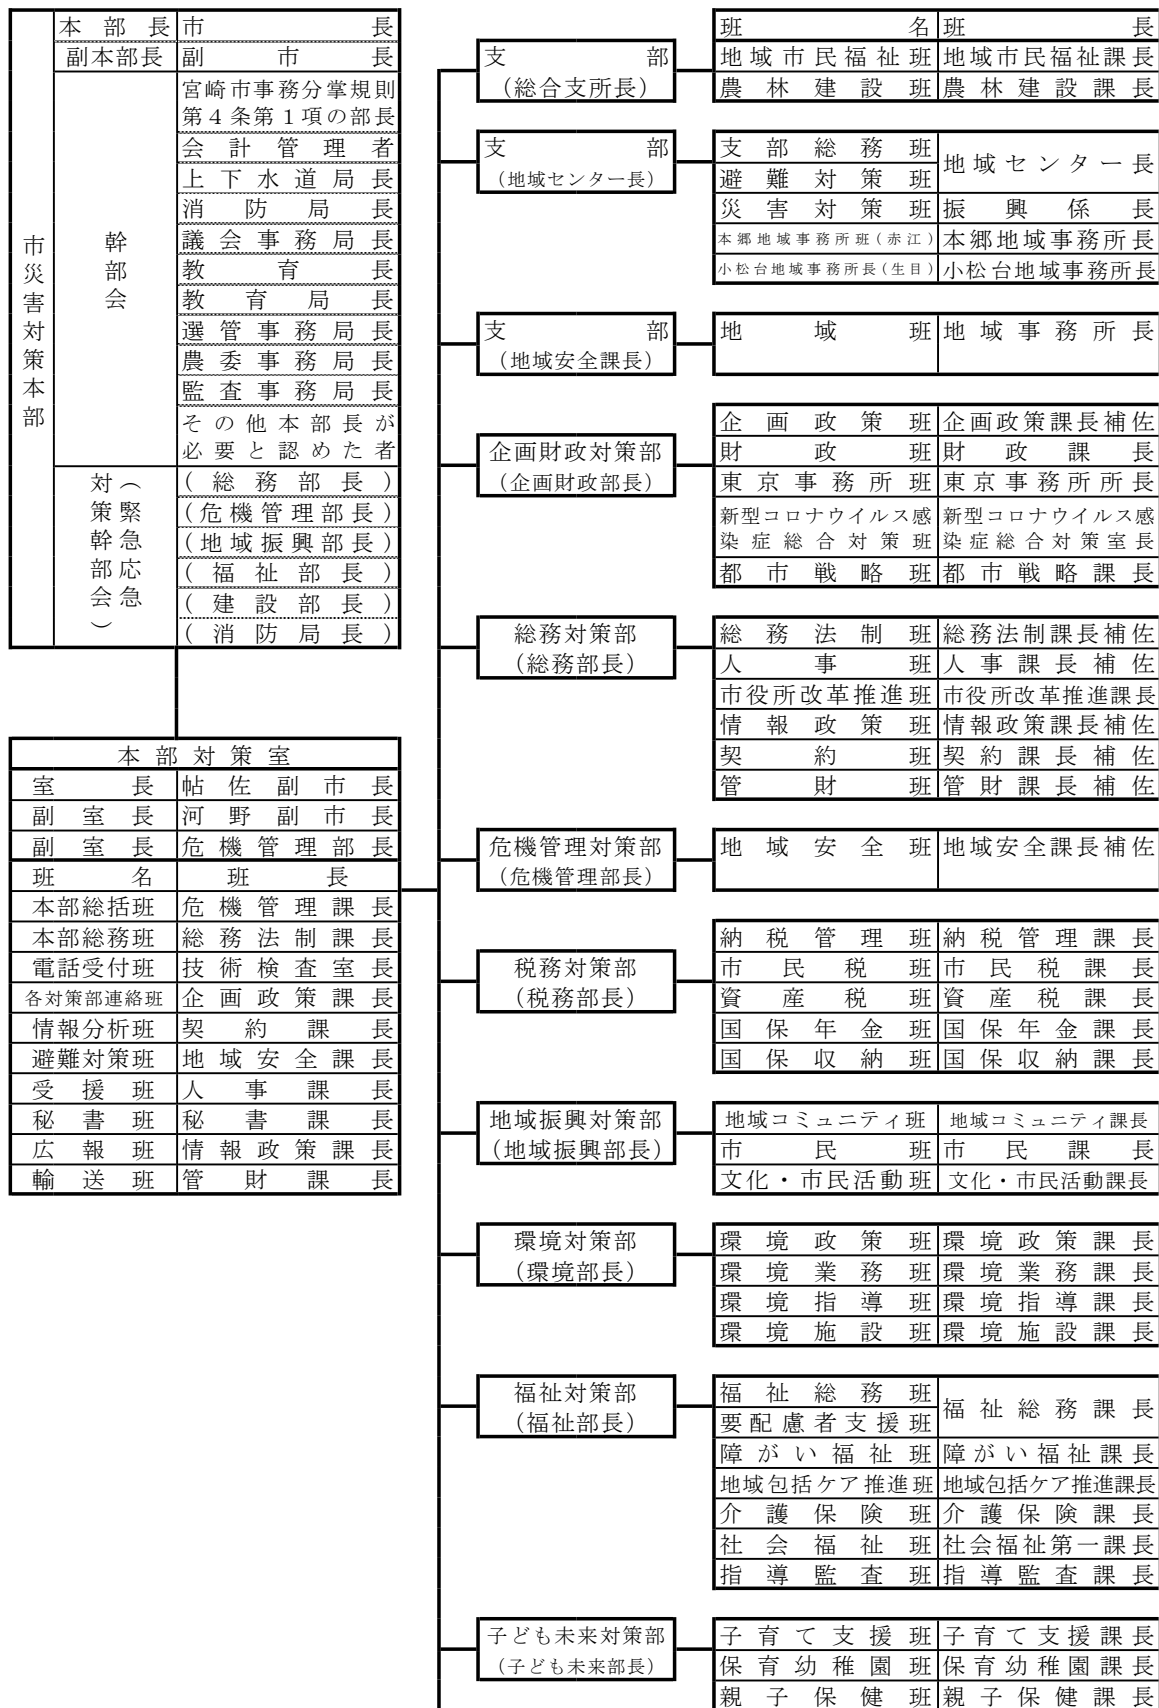 市災害対策本部
本部長 市長
副本部長 副市長
幹部会
宮崎市事務分掌規則
第4条第1項の部長
会計管理者
上下水道局長
消防局長
議会事務局長
教育長
教育局長
選管事務局長
農委事務局長
監査事務局長
その他本部長が
必要と認めた者
(緊急応急
対策幹部会)
(総務部長)
(危機管理部長)
(地域振興部長)
(福祉部長)
(建設部長)
(消防局長)
本部対策室
室長 帖佐副市長
副室長 河野副市長
副室長 危機管理部長
班名 班長
本部総括班 危機管理課長
本部総務班 総務法制課長
電話受付班 技術検査室長
各対策部連絡班 企画政策課長
情報分析班 契約課長
避難対策班 地域安全課長
受援班 人事課長
秘書班 秘書課長
広報班 情報政策課長
輸送班 管財課長
班名 班長
支部
(総合支所長)
地域市民福祉班 地域市民福祉課長
農林建設班 農林建設課長
支部
(地域センター長)
支部総務班 地域センター長
避難対策班
災害対策班 振興係長
本郷地域事務所班(赤江) 本郷地域事務所長
小松台地域事務所長(生目) 小松台地域事務所長
支部
(地域安全課長)
地域班 地域事務所長
企画財政対策部
(企画財政部長)
企画政策班 企画政策課長補佐
財政班 財政課長
東京事務所班 東京事務所所長
新型コロナウイルス感 新型コロナウイルス感
染症総合対策班 染症総合対策室長
都市戦略班 都市戦略課長
総務対策部
(総務部長)
総務法制班 総務法制課長補佐
人事班 人事課長補佐
市役所改革推進班 市役所改革推進課長
情報政策班 情報政策課長補佐
契約班 契約課長補佐
管財班 管財課長補佐
危機管理対策部
(危機管理部長)
地域安全班 地域安全課長補佐
税務対策部
(税務部長)
納税管理班 納税管理課長
市民税班 市民税課長
資産税班 資産税課長
国保年金班 国保年金課長
国保収納班 国保収納課長
地域振興対策部
(地域振興部長)
地域コミュニティ班 地域コミュニティ課長
市民班 市民課長
文化・市民活動班 文化・市民活動課長
環境対策部
(環境部長)
環境政策班 環境政策課長
環境業務班 環境業務課長
環境指導班 環境指導課長
環境施設班 環境施設課長
福祉対策部
(福祉部長)
福祉総務班 福祉総務課長
要配慮者支援班
障がい福祉班 障がい福祉課長
地域包括ケア推進班 地域包括ケア推進課長
介護保険班 介護保険課長
社会福祉班 社会福祉第一課長
指導監査班 指導監査課長
子ども未来対策部
(子ども未来部長)
子育て支援班 子育て支援課長
保育幼稚園班 保育幼稚園課長
親子保健班 親子保健課長